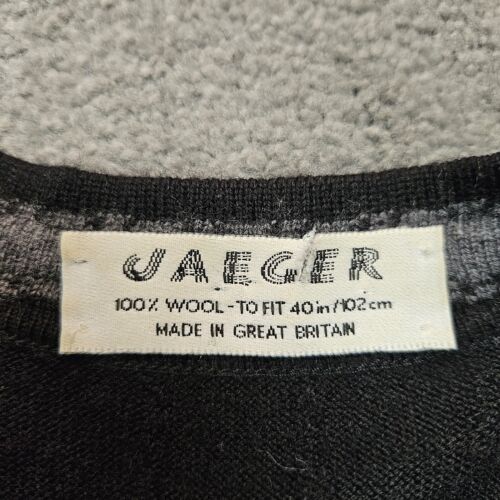 JAEGER
100% WOOL-TO FIT 40in/102cm
MADE IN GREAT BRITAIN